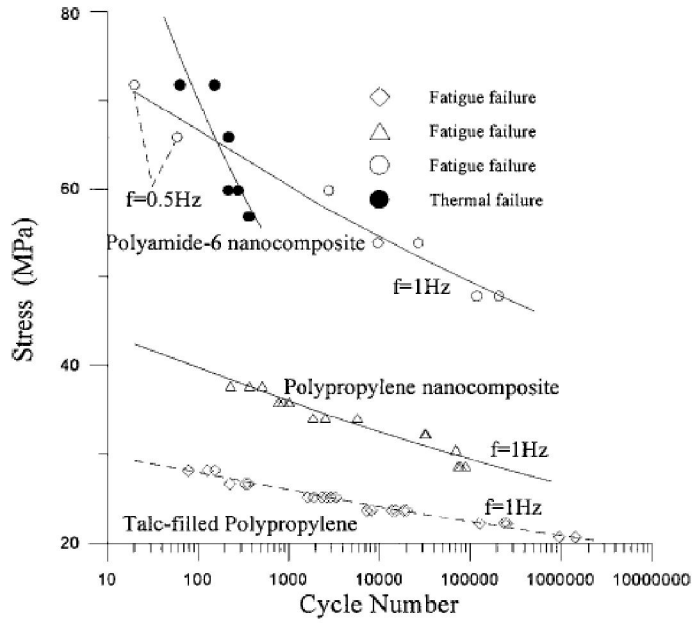 80
60
40
20
Stress (MPa)
Fatigue failure
Fatigue failure
Fatigue failure
Thermal failure
f=0.5Hz
Polyamide-6 nanocomposite
f=1Hz
Polypropylene nanocomposite
f=1Hz
f=1Hz
Talc-filled Polypropylene
10 100 1000 10000 100000 1000000 10000000
Cycle Number